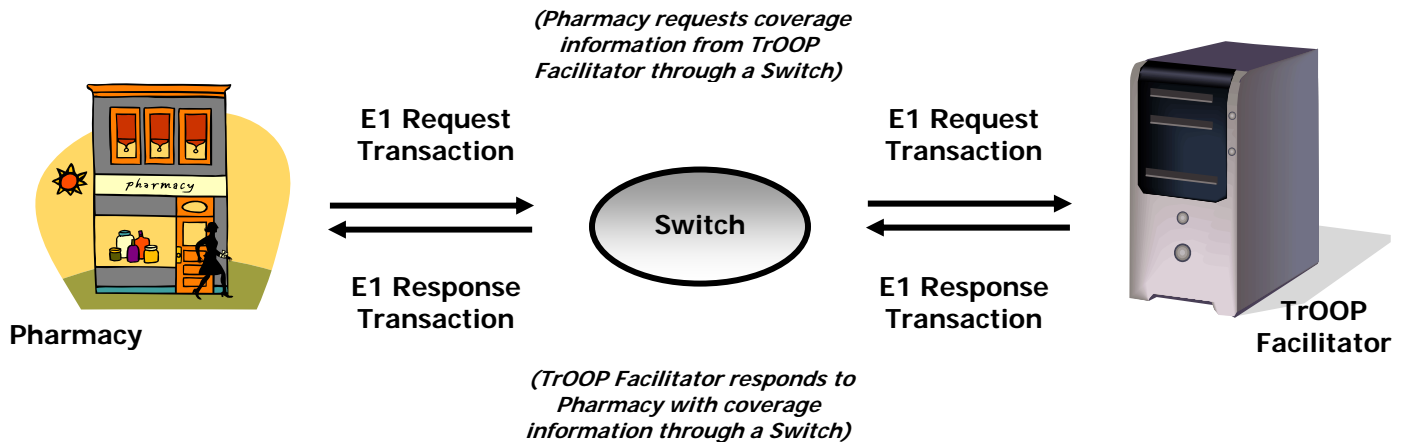 (Pharmacy requests coverage
information from TrOOP
Facilitator through a Switch)
E1 Request
Transaction
E1 Request
Transaction
pharmacy
Switch
E1 Response
Transaction
E1 Response
Transaction
Pharmacy
TrOOP
Facilitator
(TrOOP Facilitator responds to
Pharmacy with coverage
information through a Switch)